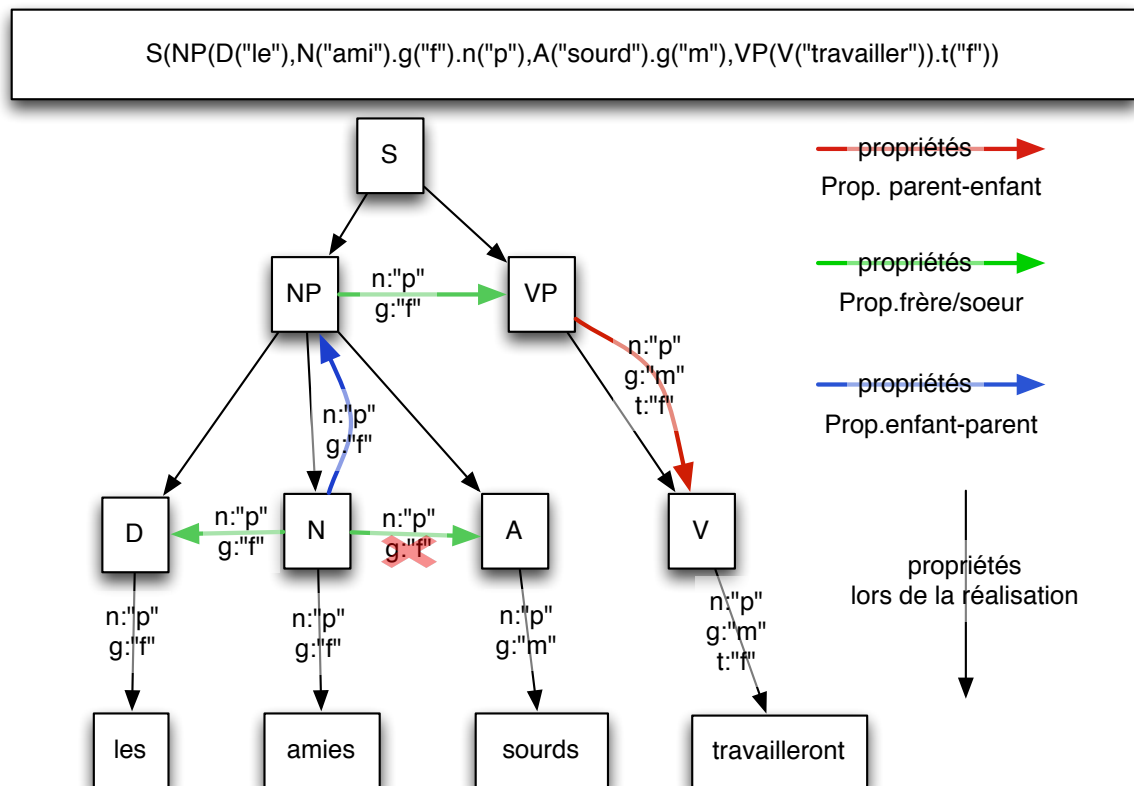 S(NP(D("le"),N("ami").g("f").n("p"),A("sourd").g("m"),VP(V("travailler")).t("f"))
S
propriétés
Prop. parent-enfant
NP
n:"p"
g:"f"
VP
propriétés
Prop.frère/soeur
n:"p"
g:"m"
t:"f"
propriétés
Prop.enfant-parent
n:"p"
g:"f"
D
n:"p"
g:"f"
N
n:"p"
g:"f"
A
V
propriétés
lors de la réalisation
n:"p"
g:"f"
n:"p"
g:"f"
n:"p"
g:"m"
n:"p"
g:"m"
t:"f"
les
amies
sourds
travailleront